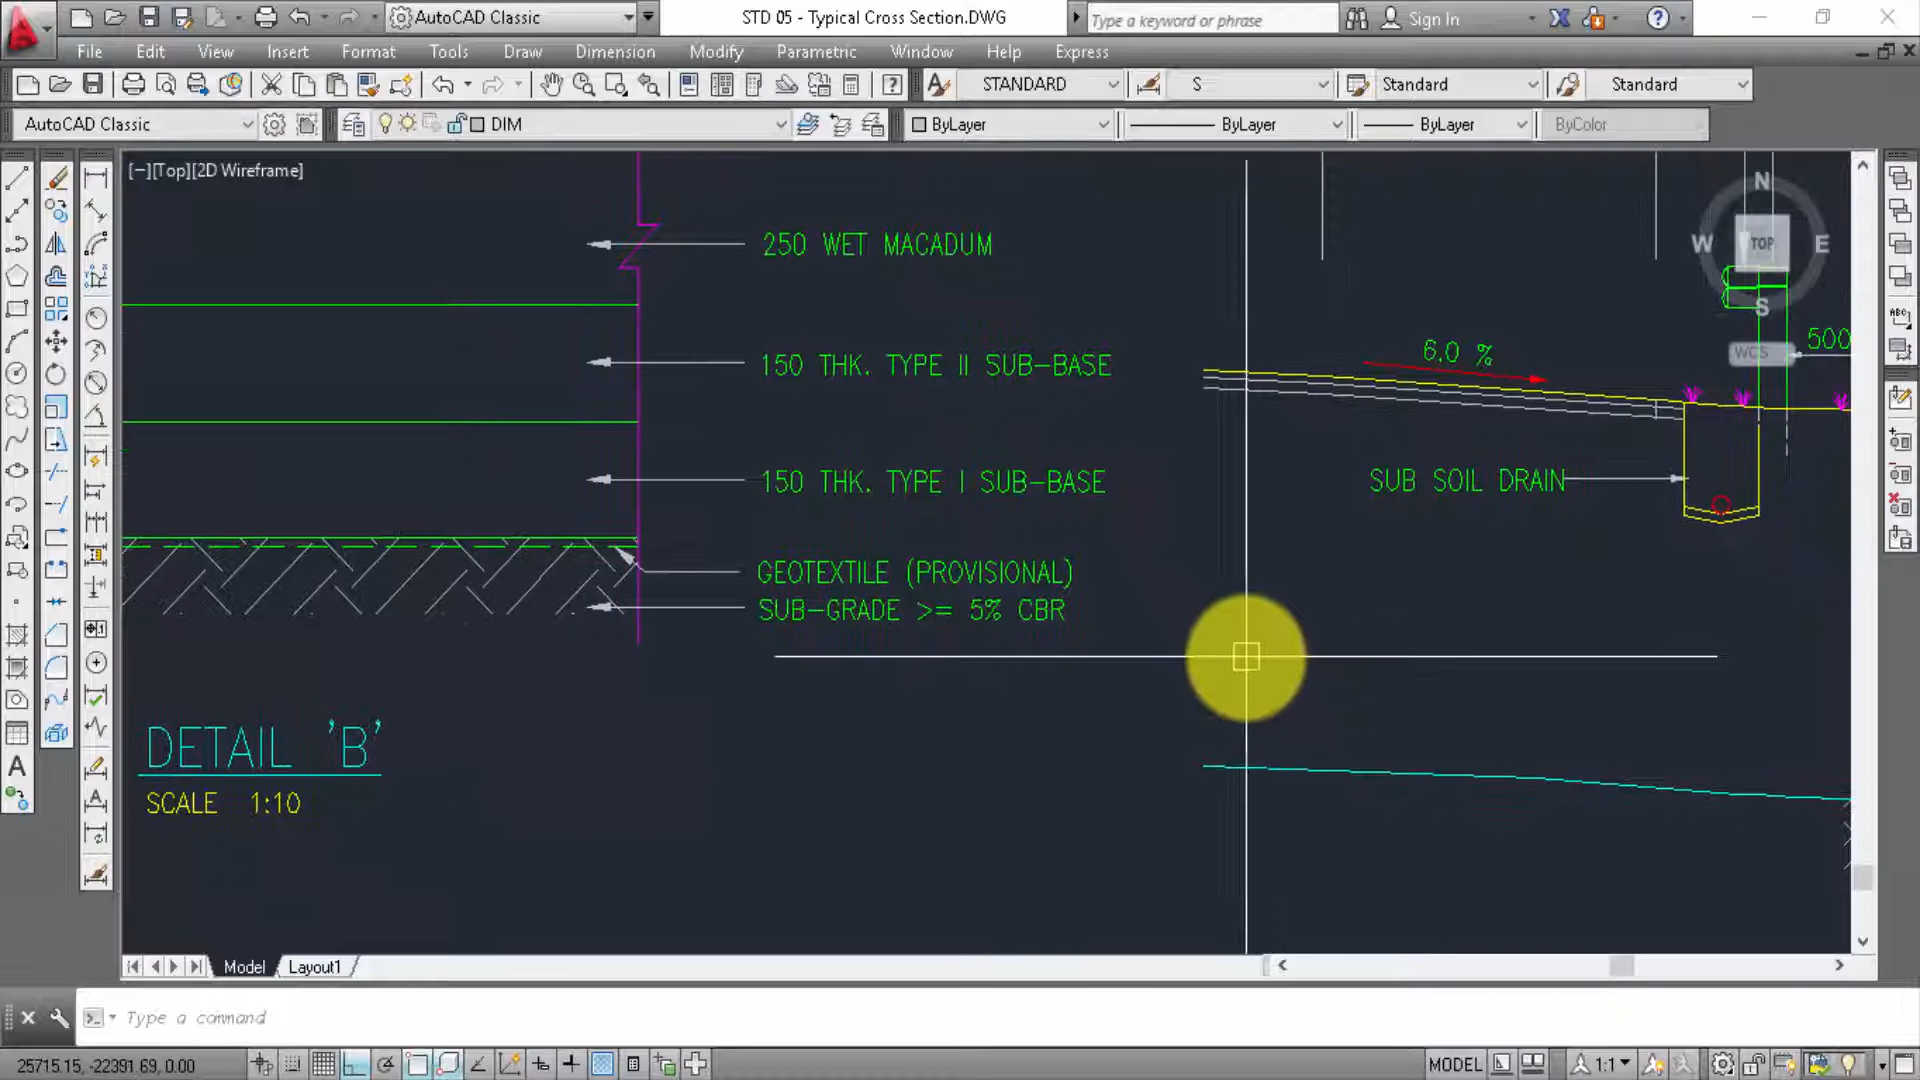 AutoCAD Classic
STD 05 - Typical Cross Section.DWG
Type a keyword or phrase
Sign In
File Edit View Insert Format Tools Draw Dimension Modify Parametric Window Help Express
STANDARD
S
Standard
Standard
AutoCAD Classic
DIM
ByLayer
ByLayer
ByLayer
ByColor
[−][Top][2D Wireframe]
N
W
TOP
E
S
WCS
250 WET MACADUM
150 THK. TYPE II SUB-BASE
6.0 %
500
150 THK. TYPE I SUB-BASE
SUB SOIL DRAIN
GEOTEXTILE (PROVISIONAL)
SUB-GRADE >= 5% CBR
DETAIL 'B'
SCALE 1:10
Model Layout1
Type a command
25715.15, -22391.69, 0.00
MODEL
1:1